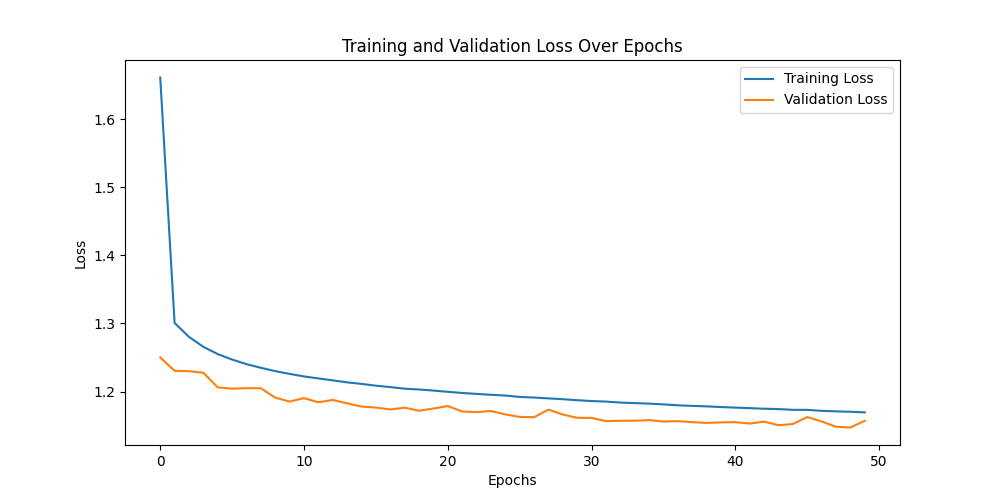 Training and Validation Loss Over Epochs
Training Loss
Validation Loss
1.6
1.5
1.4
1.3
1.2
Loss
0 10 20 30 40 50
Epochs